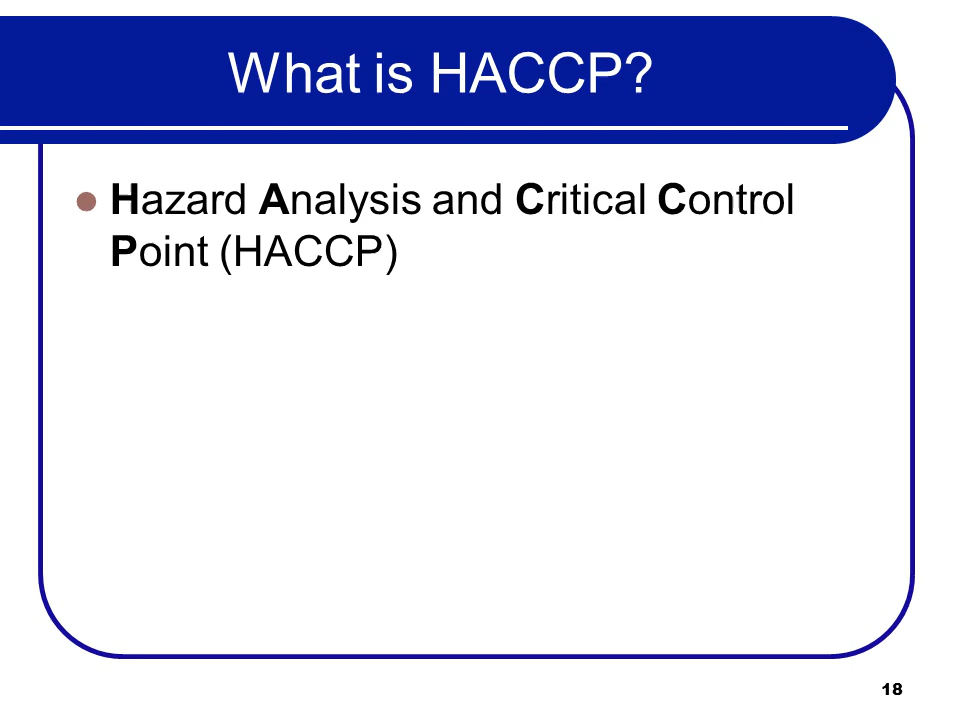 What is HACCP?
Hazard Analysis and Critical Control
Point (HACCP)
18